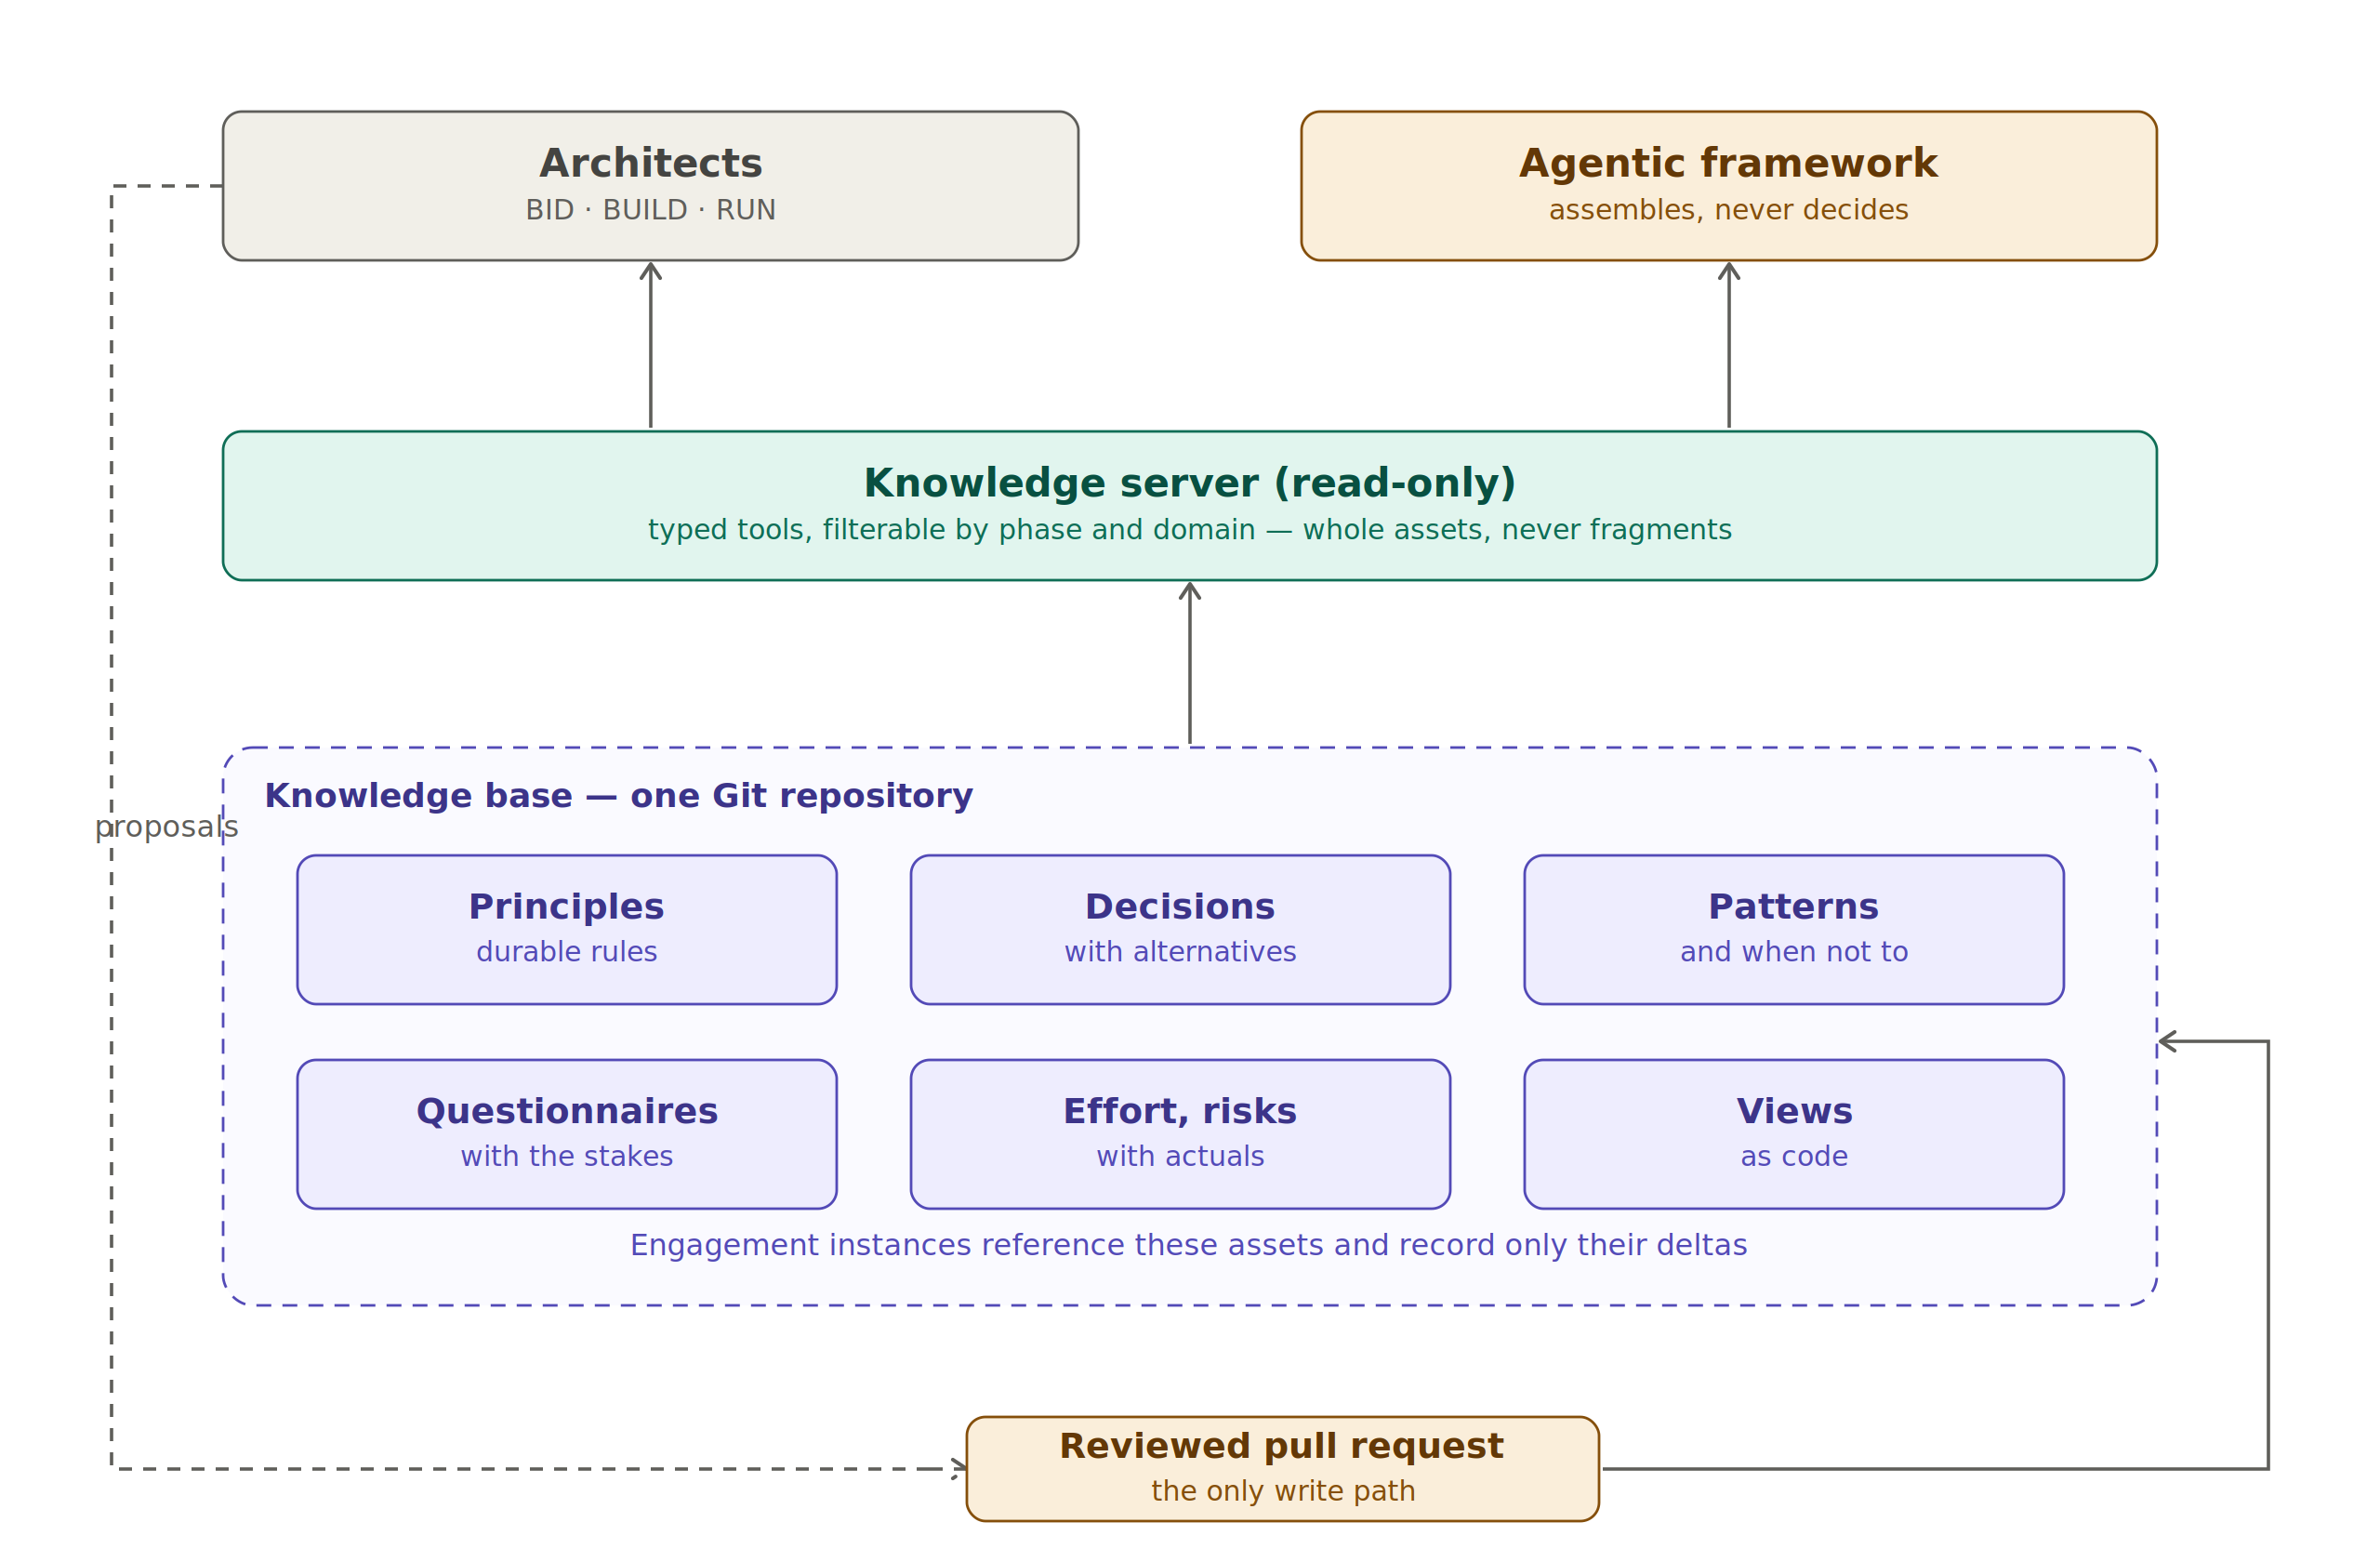 Architects
BID · BUILD · RUN
Agentic framework
assembles, never decides
Knowledge server (read-only)
typed tools, filterable by phase and domain — whole assets, never fragments
Knowledge base — one Git repository
proposals
Principles
durable rules
Decisions
with alternatives
Patterns
and when not to
Questionnaires
with the stakes
Effort, risks
with actuals
Views
as code
Engagement instances reference these assets and record only their deltas
Reviewed pull request
the only write path